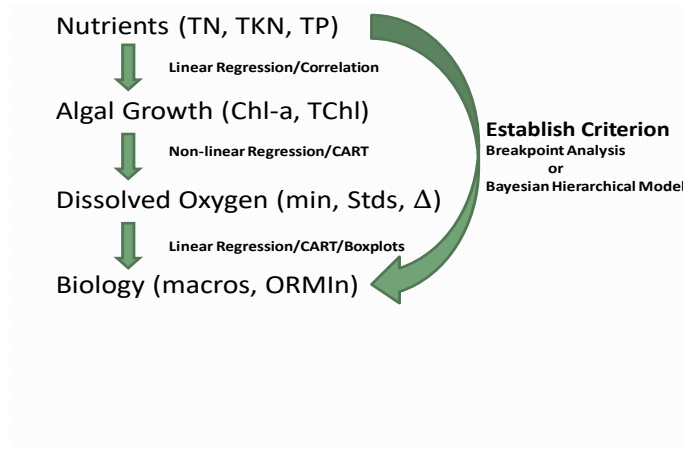 Nutrients (TN, TKN, TP)
Linear Regression/Correlation
Algal Growth (Chl-a, TChl)
Non-linear Regression/CART
Dissolved Oxygen (min, Stds, Δ)
Linear Regression/CART/Boxplots
Biology (macros, ORMIn)
Establish Criterion
Breakpoint Analysis
or
Bayesian Hierarchical Model